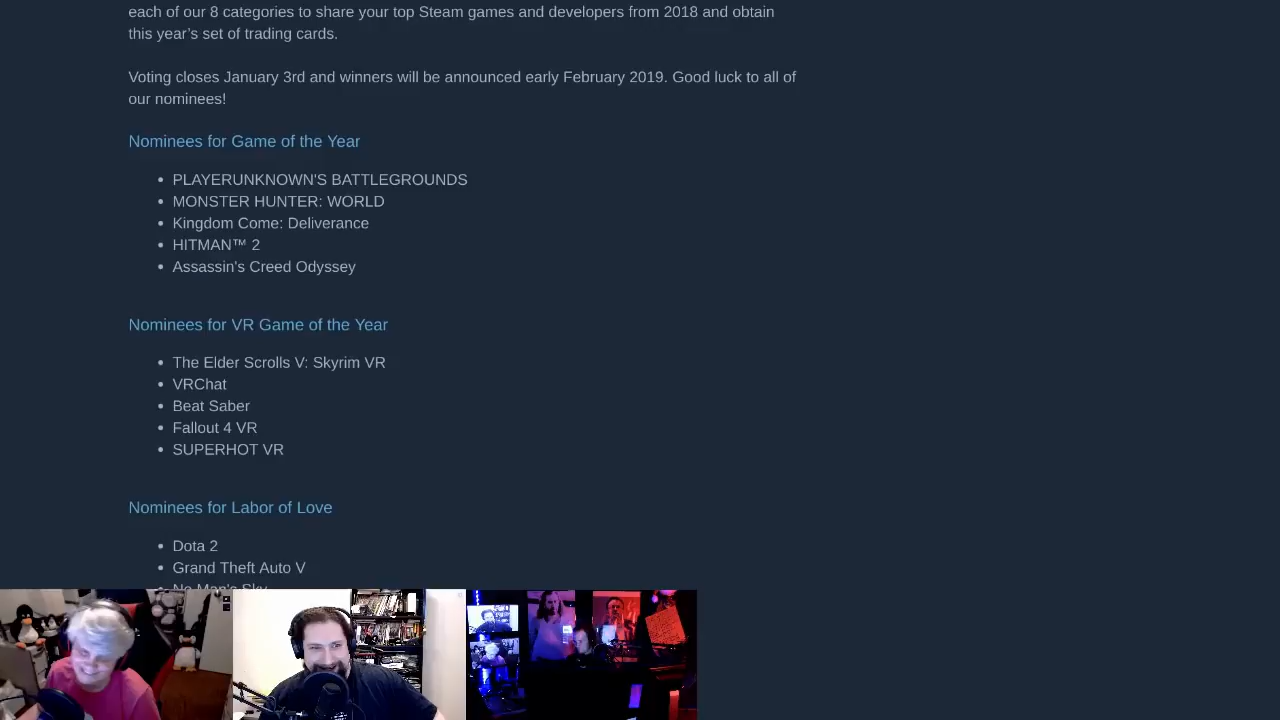 each of our 8 categories to share your top Steam games and developers from 2018 and obtain
this year’s set of trading cards.
Voting closes January 3rd and winners will be announced early February 2019. Good luck to all of
our nominees!
Nominees for Game of the Year
• PLAYERUNKNOWN'S BATTLEGROUNDS
• MONSTER HUNTER: WORLD
• Kingdom Come: Deliverance
• HITMAN™ 2
• Assassin's Creed Odyssey
Nominees for VR Game of the Year
• The Elder Scrolls V: Skyrim VR
• VRChat
• Beat Saber
• Fallout 4 VR
• SUPERHOT VR
Nominees for Labor of Love
• Dota 2
• Grand Theft Auto V
• No Man's Sky